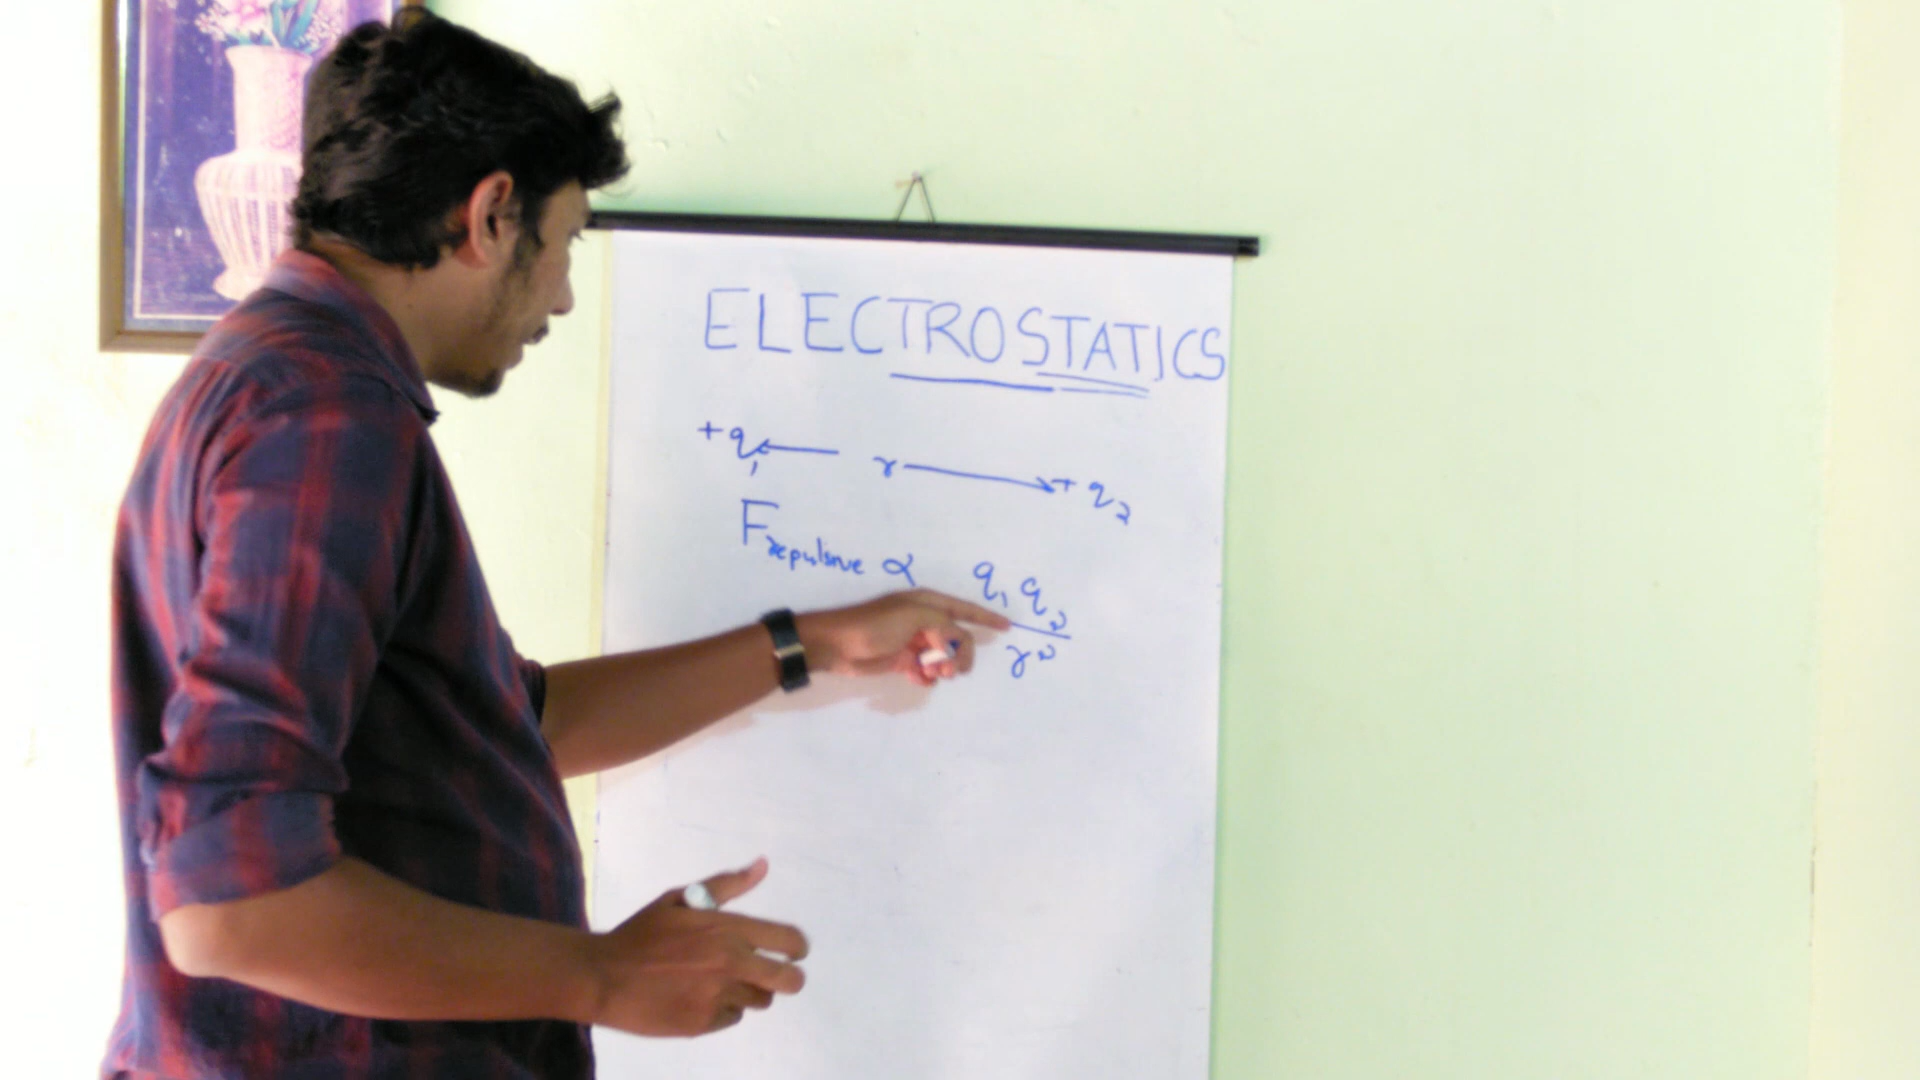 ELECTROSTATICS
+q₁ ← r → +q₂
F repulsive α q₁q₂
r²